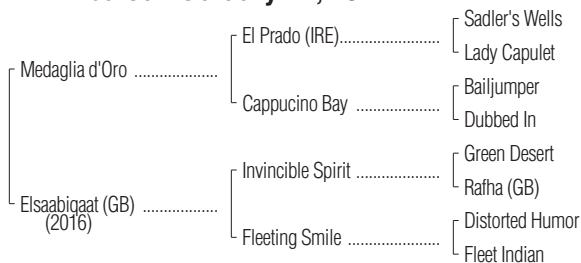 Sadler's Wells
El Prado (IRE)
Lady Capulet
Medaglia d'Oro
Bailjumper
Cappucino Bay
Dubbed In
Green Desert
Invincible Spirit
Rafha (GB)
Elsaabiqaat (GB)
(2016)
Distorted Humor
Fleeting Smile
Fleet Indian